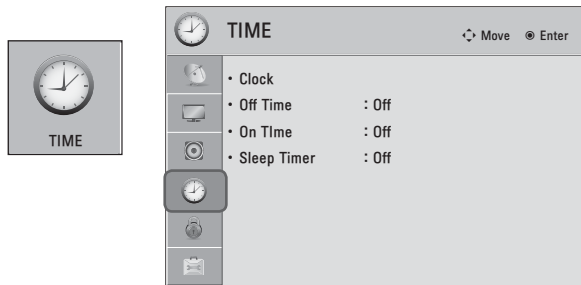 TIME
TIME
Move Enter
• Clock
• Off Time : Off
• On TIme : Off
• Sleep Timer : Off